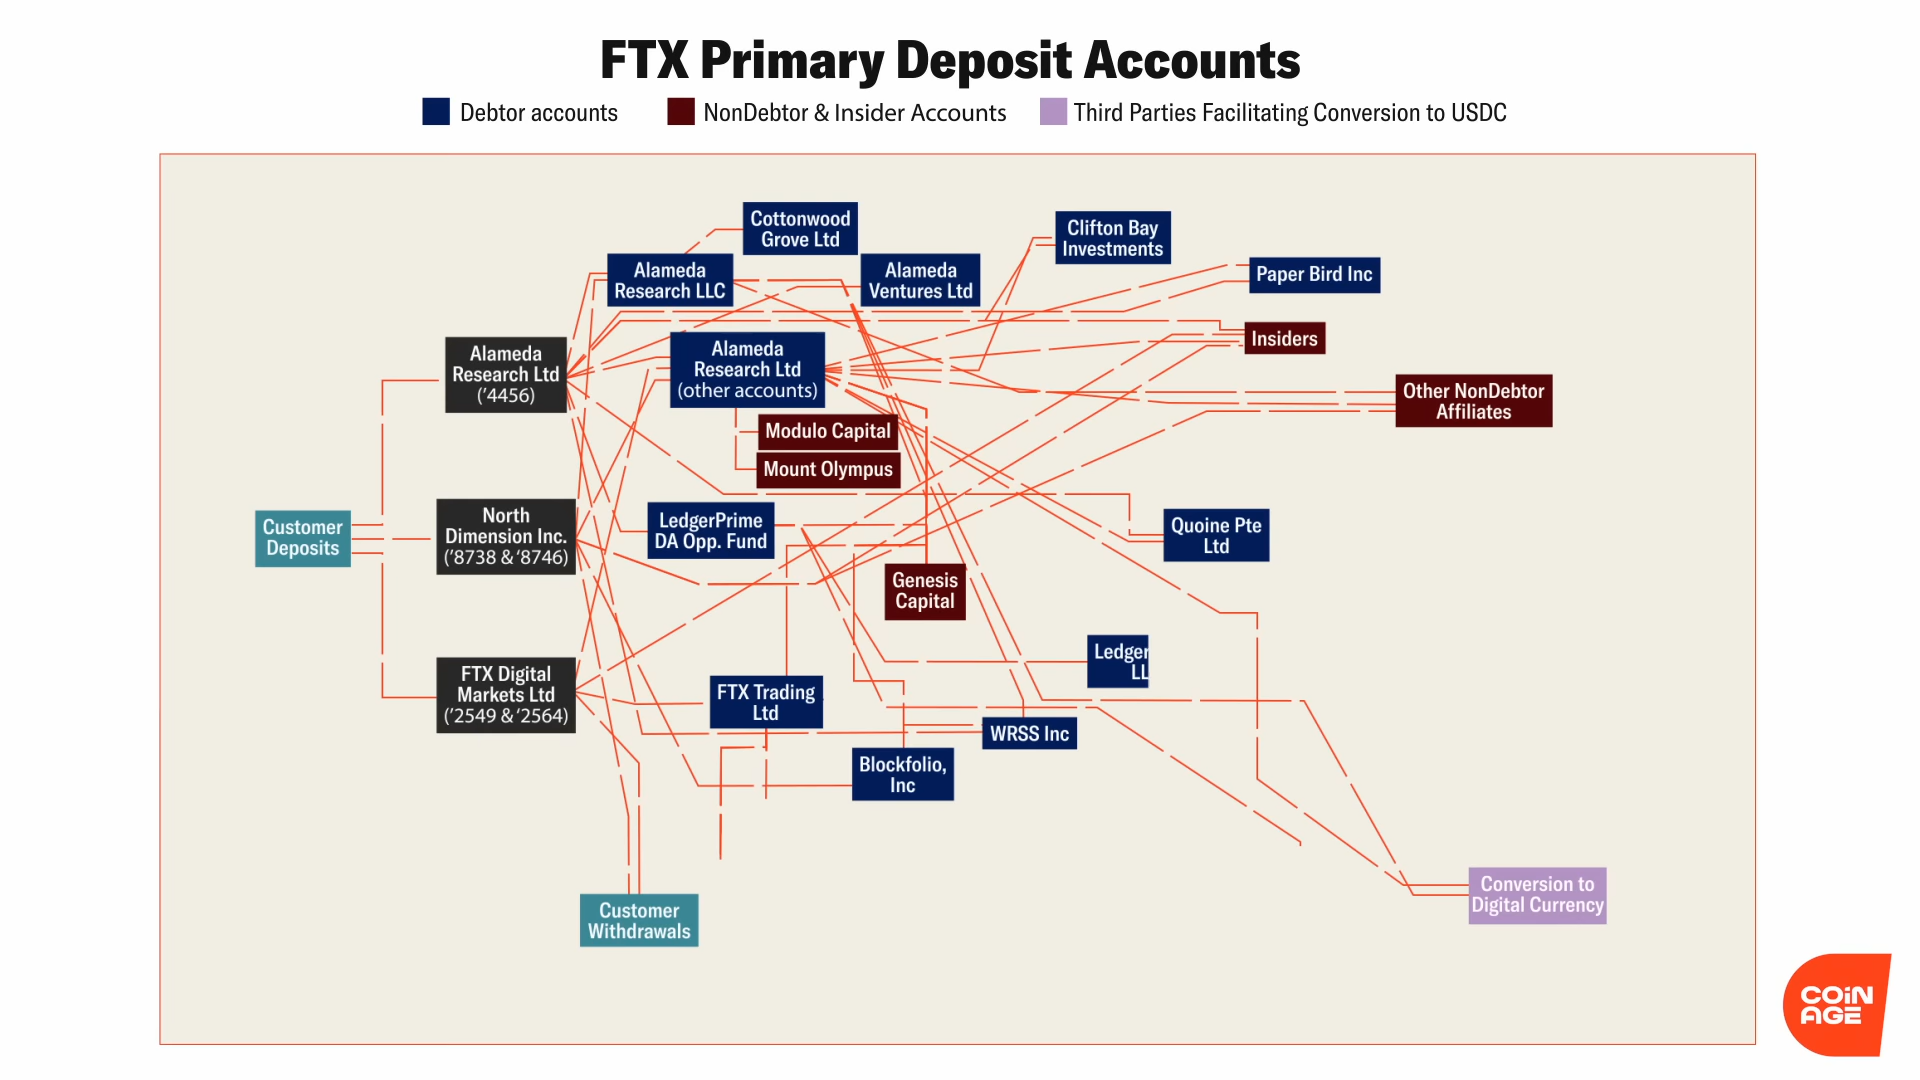 FTX Primary Deposit Accounts
Debtor accounts
NonDebtor & Insider Accounts
Third Parties Facilitating Conversion to USDC
Cottonwood
Grove Ltd
Clifton Bay
Investments
Alameda
Research LLC
Alameda
Ventures Ltd
Paper Bird Inc
Insiders
Alameda
Research Ltd
('4456)
Alameda
Research Ltd
(other accounts)
Other NonDebtor
Affiliates
Modulo Capital
Mount Olympus
Customer
Deposits
North
Dimension Inc.
('8738 & '8746)
LedgerPrime
DA Opp. Fund
Quoine Pte
Ltd
Genesis
Capital
Ledger
LL
FTX Digital
Markets Ltd
('2549 & '2564)
FTX Trading
Ltd
WRSS Inc
Blockfolio,
Inc
Customer
Withdrawals
Conversion to
Digital Currency
COiN
AGE